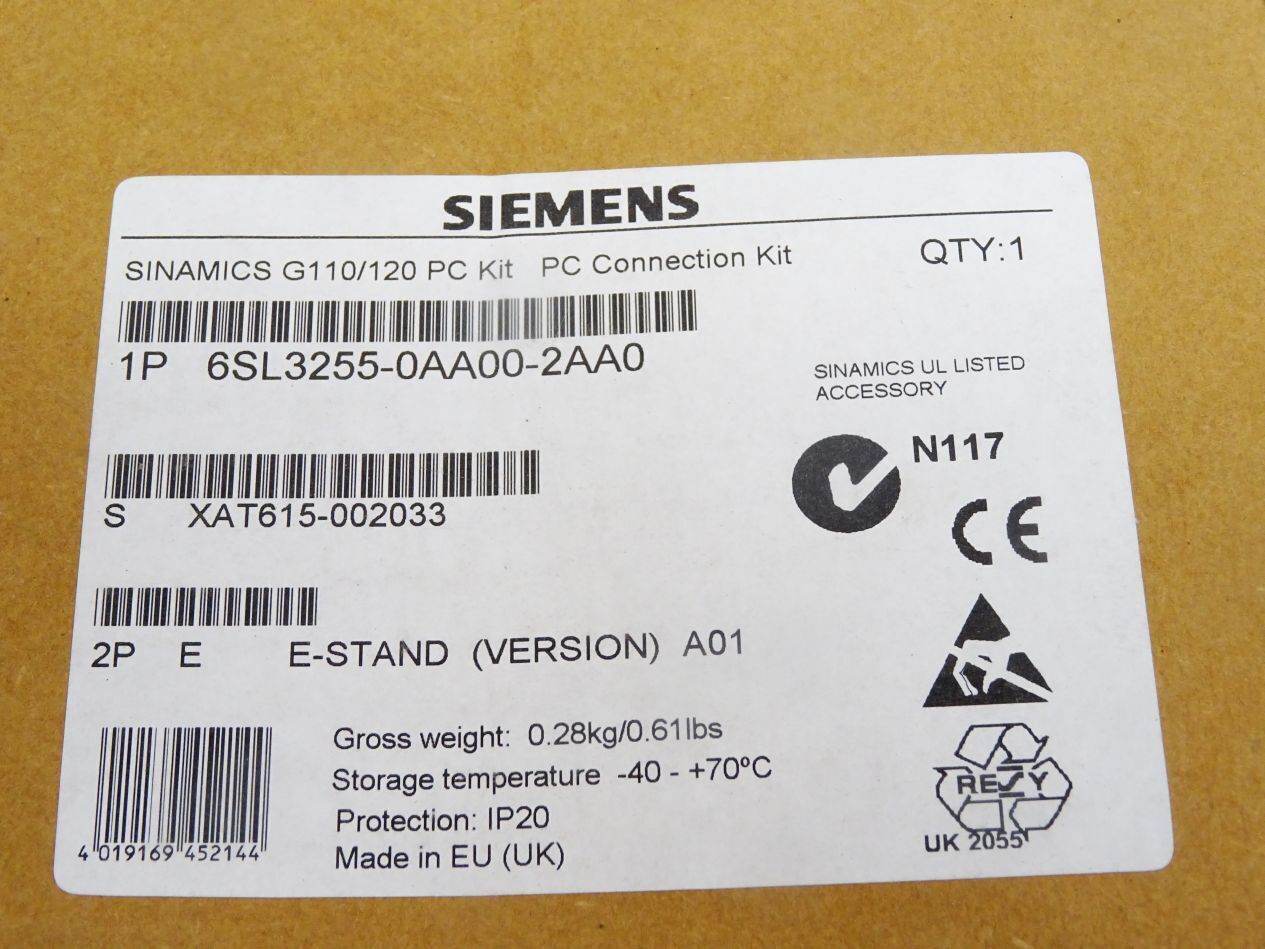 SIEMENS
SINAMICS G110/120 PC Kit PC Connection Kit QTY:1
1P 6SL3255-0AA00-2AA0
SINAMICS UL LISTED
ACCESSORY
N117
S XAT615-002033
CE
2P E E-STAND (VERSION) A01
Gross weight: 0.28kg/0.61lbs
Storage temperature -40 - +70ºC
Protection: IP20
Made in EU (UK)
4 019169 452144
RESY
UK 2055